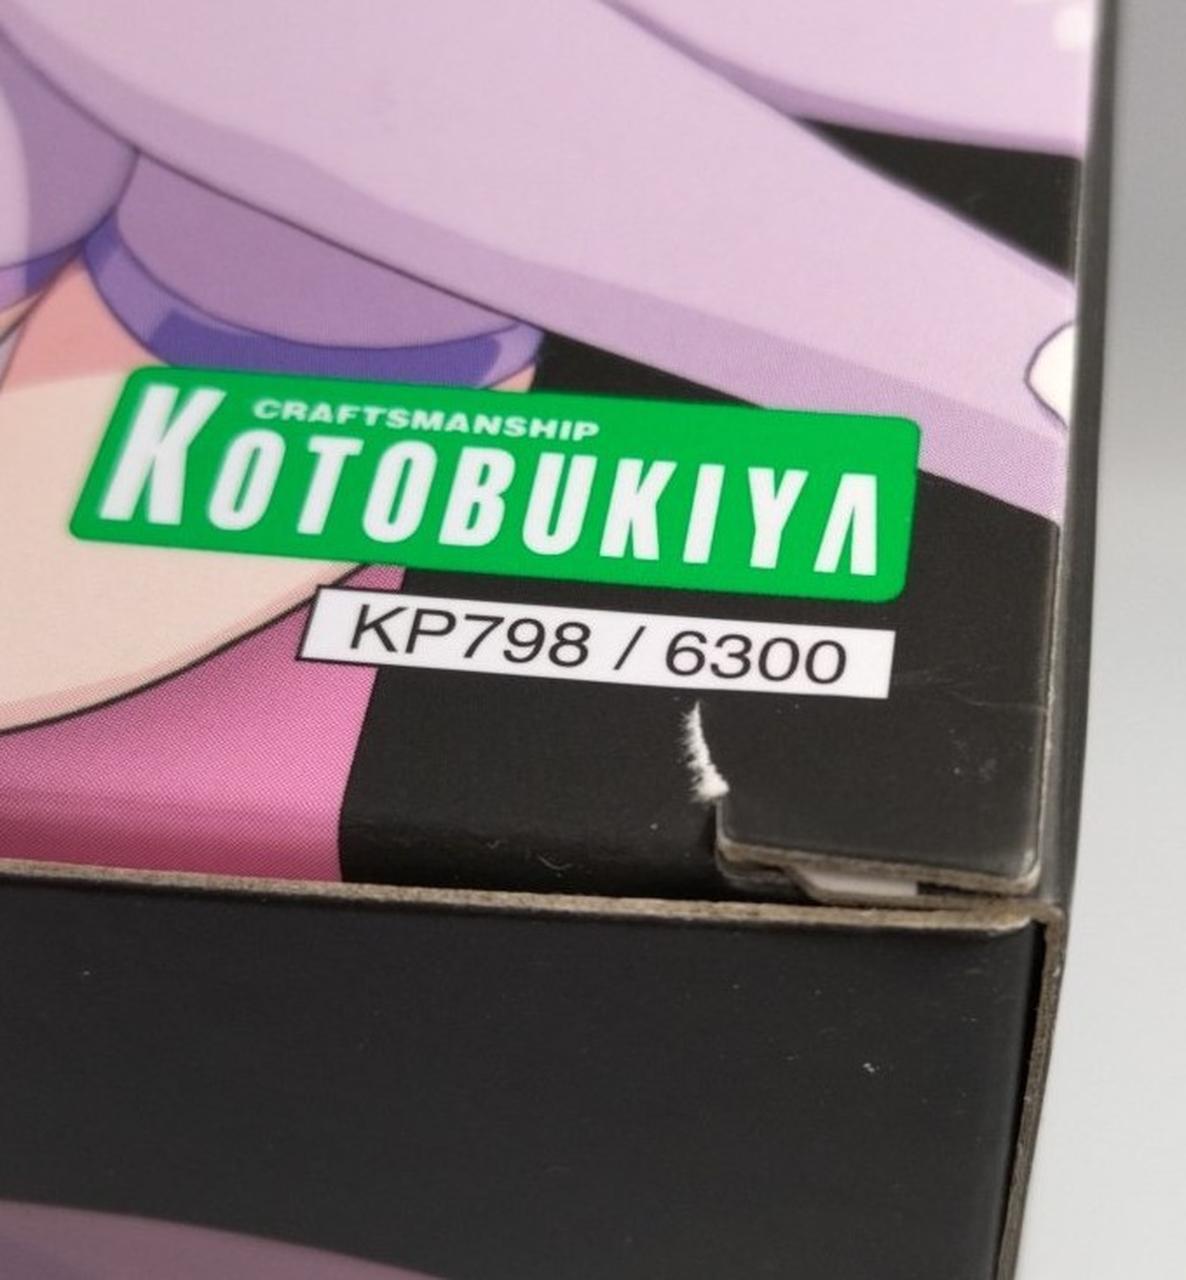 CRAFTSMANSHIP
KOTOBUKIYA
KP798 / 6300